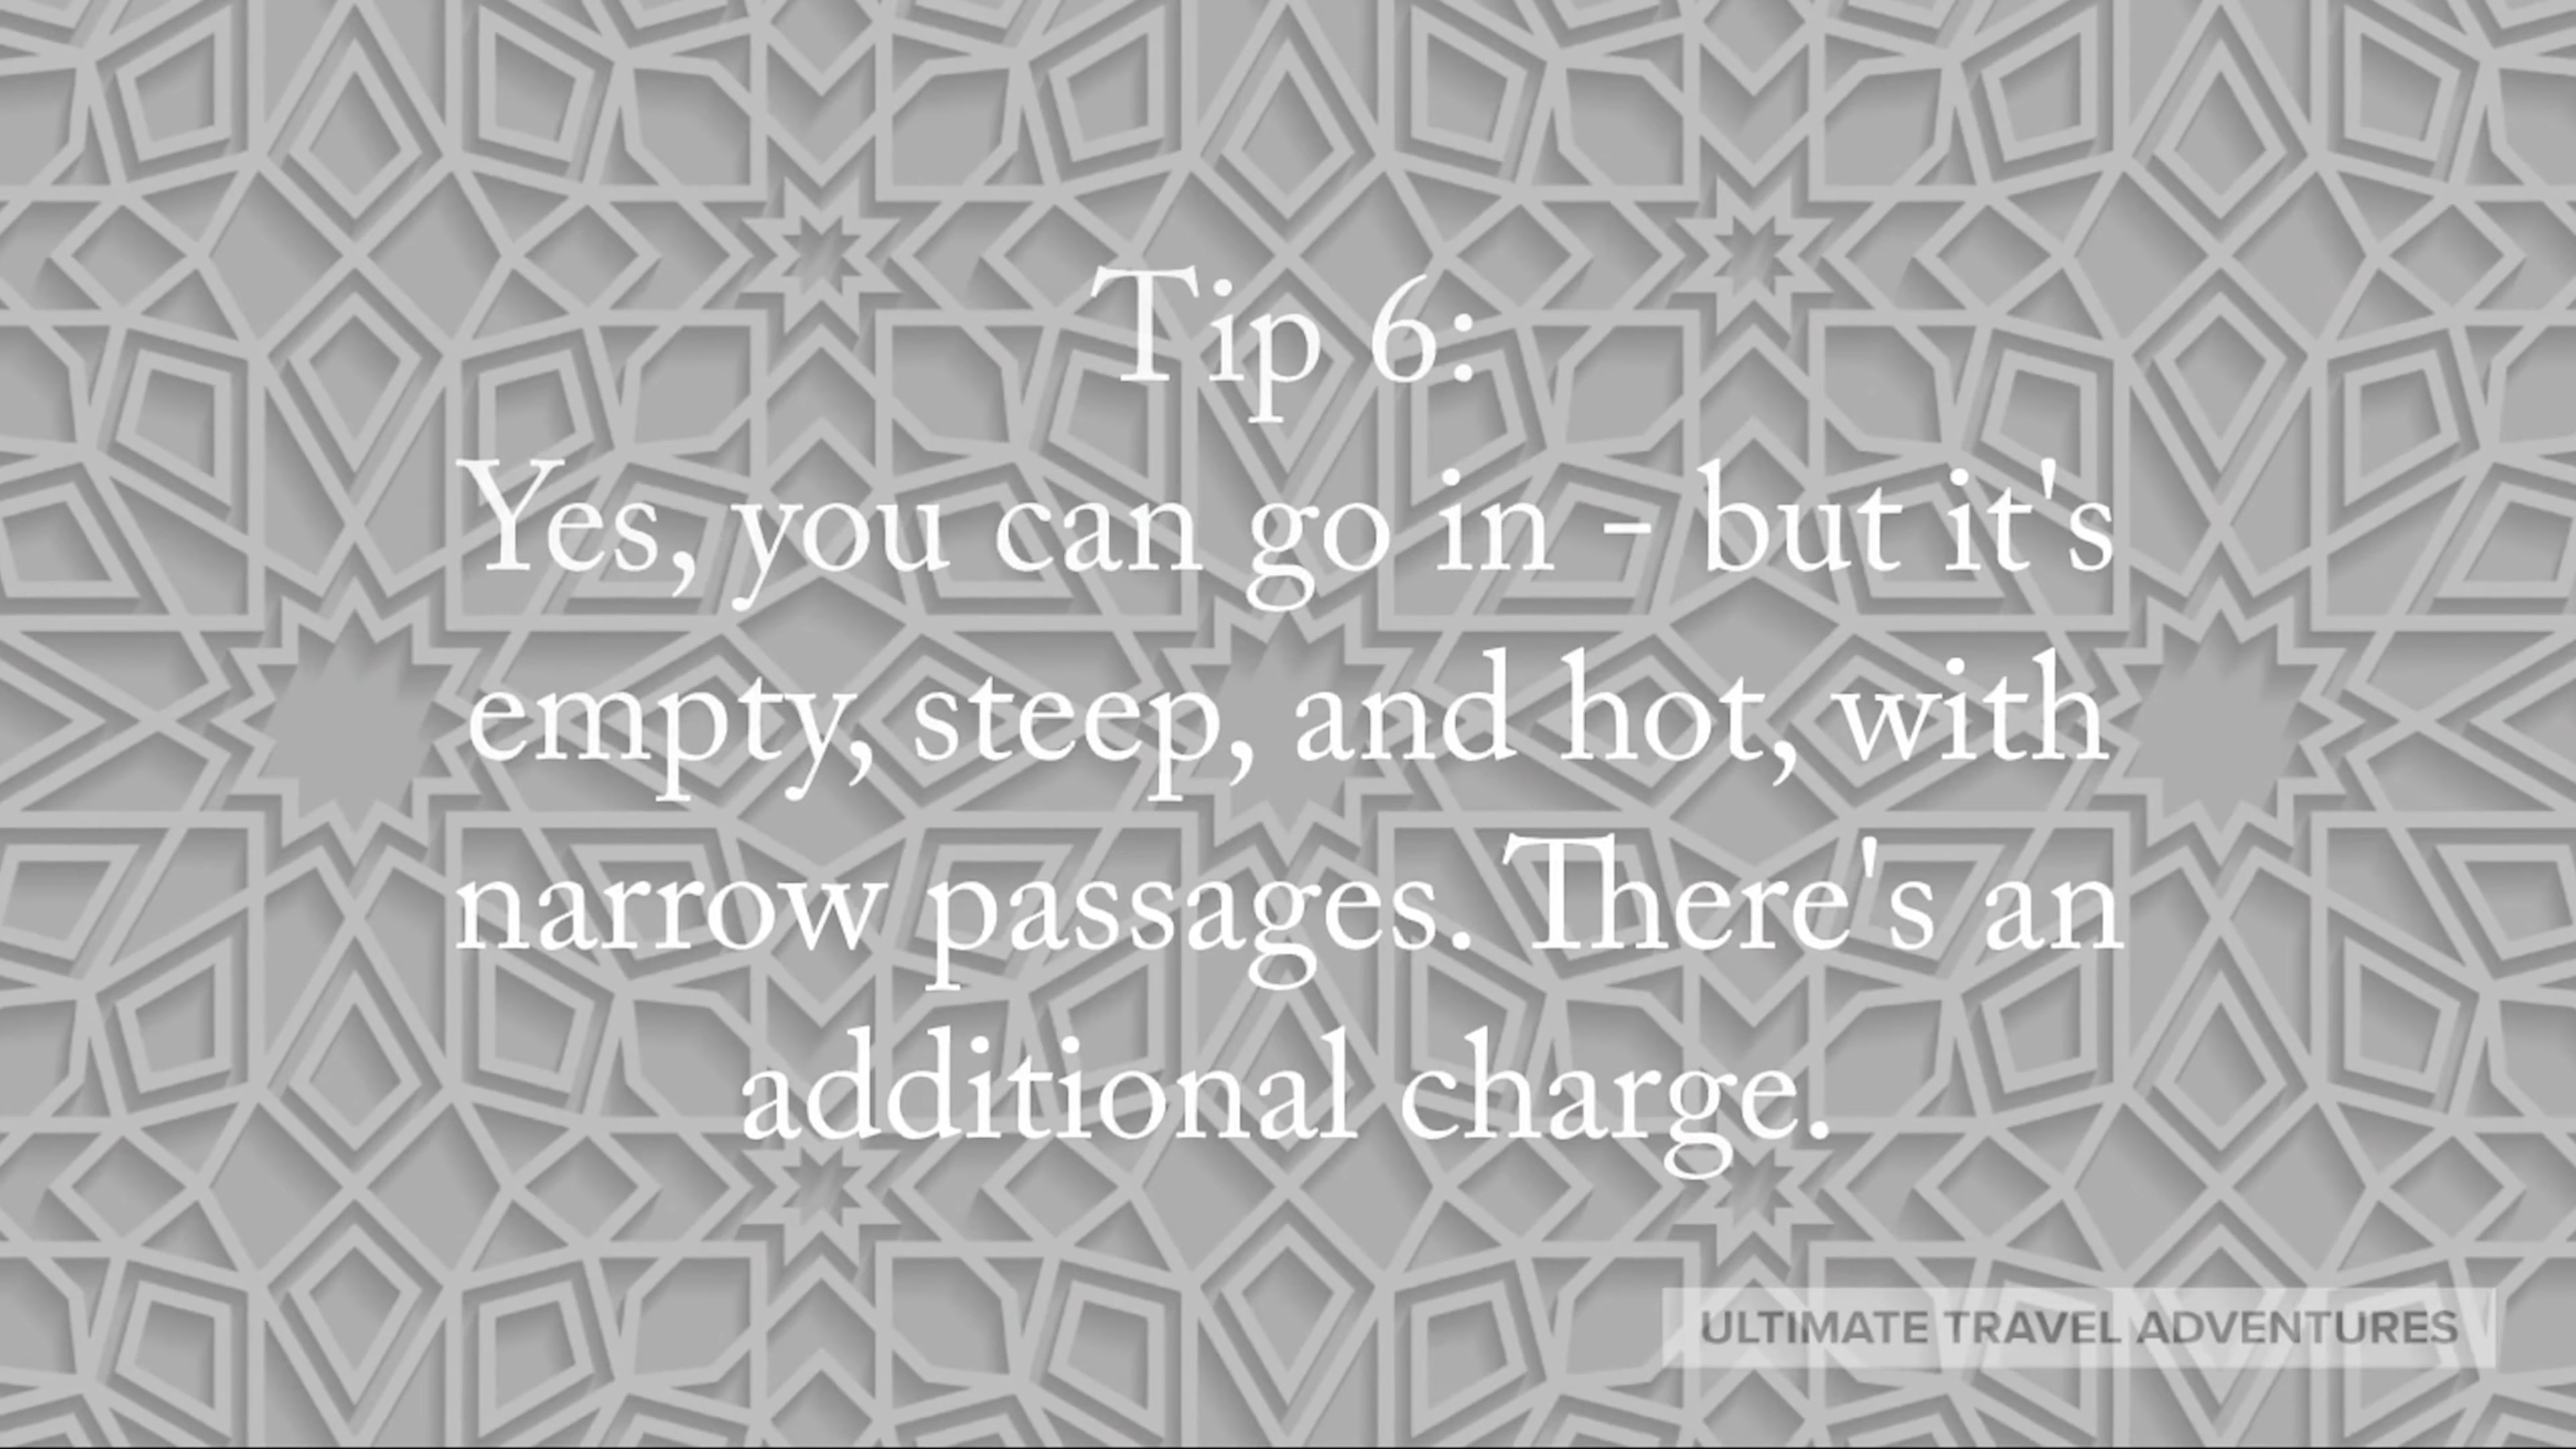 Tip 6:
Yes, you can go in - but it's
empty, steep, and hot, with
narrow passages. There's an
additional charge.
ULTIMATE TRAVEL ADVENTURES